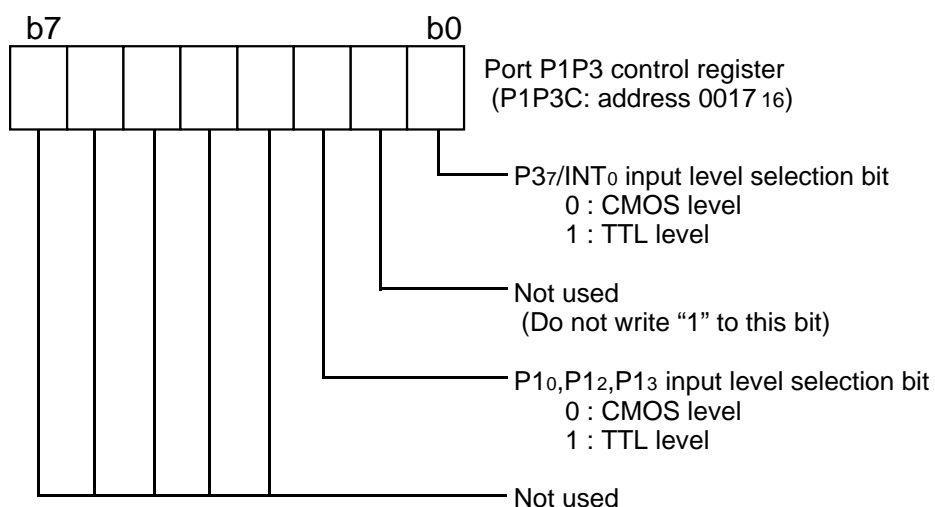 b7 b0
Port P1P3 control register
(P1P3C: address 0017 16)
P37/INT0 input level selection bit
0 : CMOS level
1 : TTL level
Not used
(Do not write “1” to this bit)
P10,P12,P13 input level selection bit
0 : CMOS level
1 : TTL level
Not used